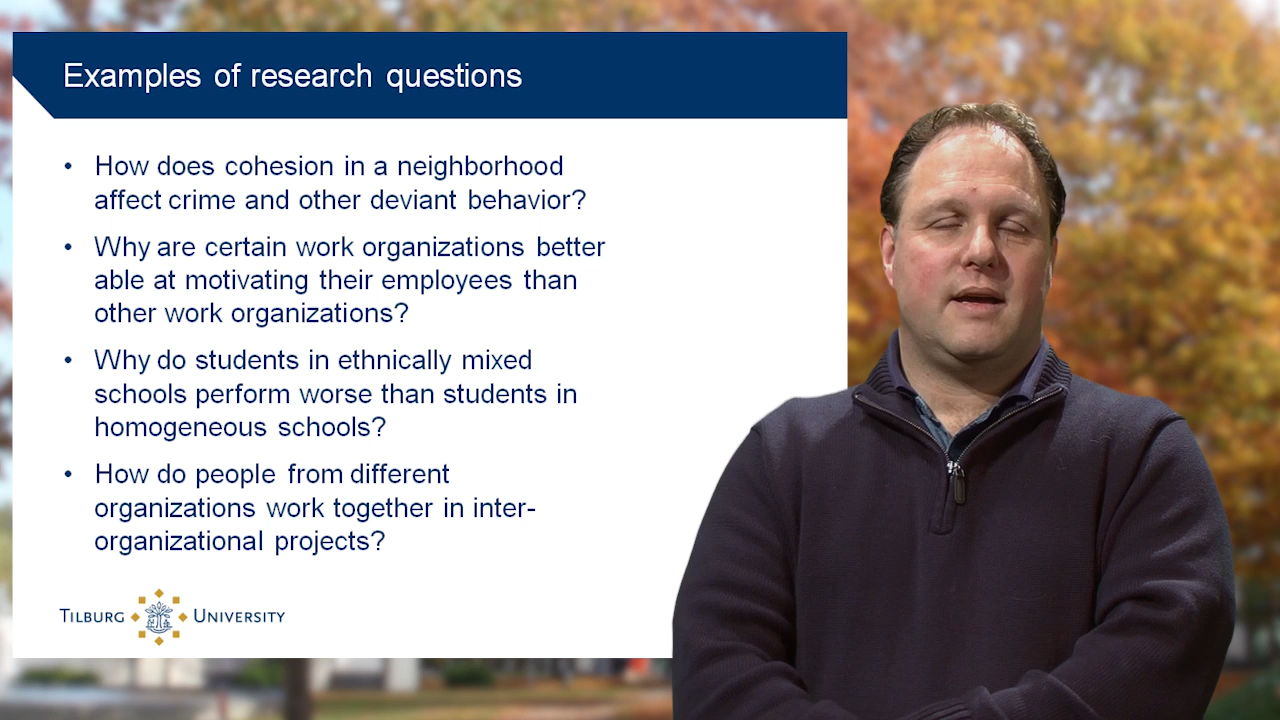 Examples of research questions
• How does cohesion in a neighborhood
affect crime and other deviant behavior?
• Why are certain work organizations better
able at motivating their employees than
other work organizations?
• Why do students in ethnically mixed
schools perform worse than students in
homogeneous schools?
• How do people from different
organizations work together in inter-
organizational projects?
TILBURG UNIVERSITY